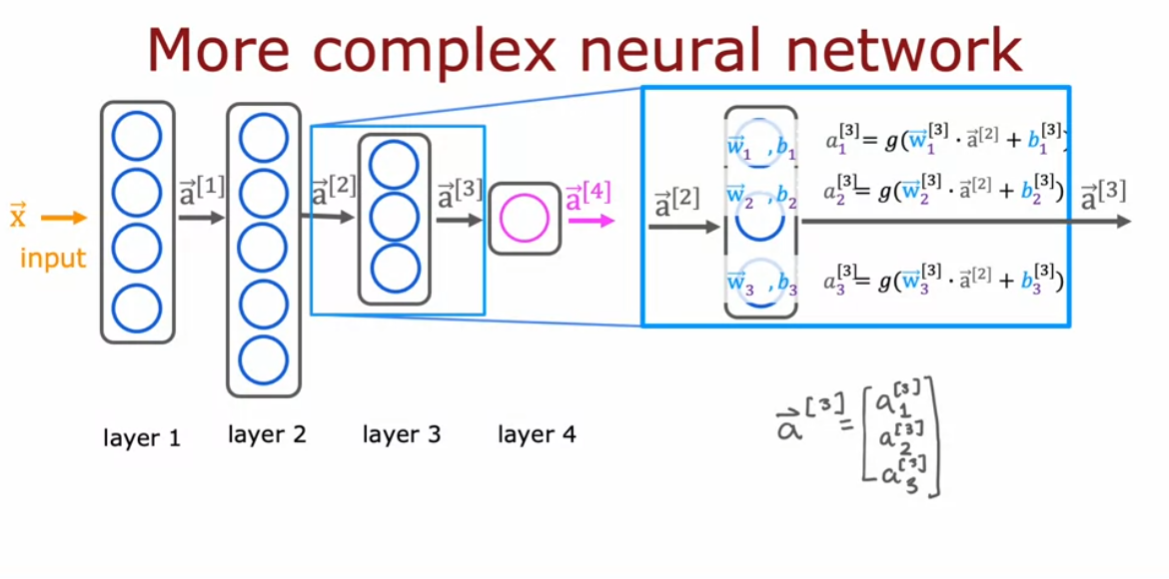 More complex neural network
x⃗
input
a⃗[1]
a⃗[2]
a⃗[3]
a⃗[4]
layer 1
layer 2
layer 3
layer 4
a⃗[2]
w⃗1 ,b1
w⃗2 ,b2
w⃗3 ,b3
a1[3]= g(w⃗1[3] · a⃗[2] + b1[3])
a2[3]= g(w⃗2[3] · a⃗[2] + b2[3])
a3[3]= g(w⃗3[3] · a⃗[2] + b3[3])
a⃗[3]
a⃗[3] = [a1[3]
a2[3]
a3[3]]